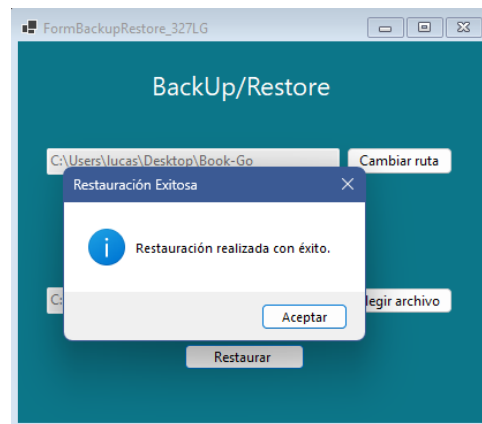 FormBackupRestore_327LG
BackUp/Restore
C:\Users\lucas\Desktop\Book-Go
Cambiar ruta
Restauración Exitosa
Restauración realizada con éxito.
Aceptar
C:
legir archivo
Restaurar